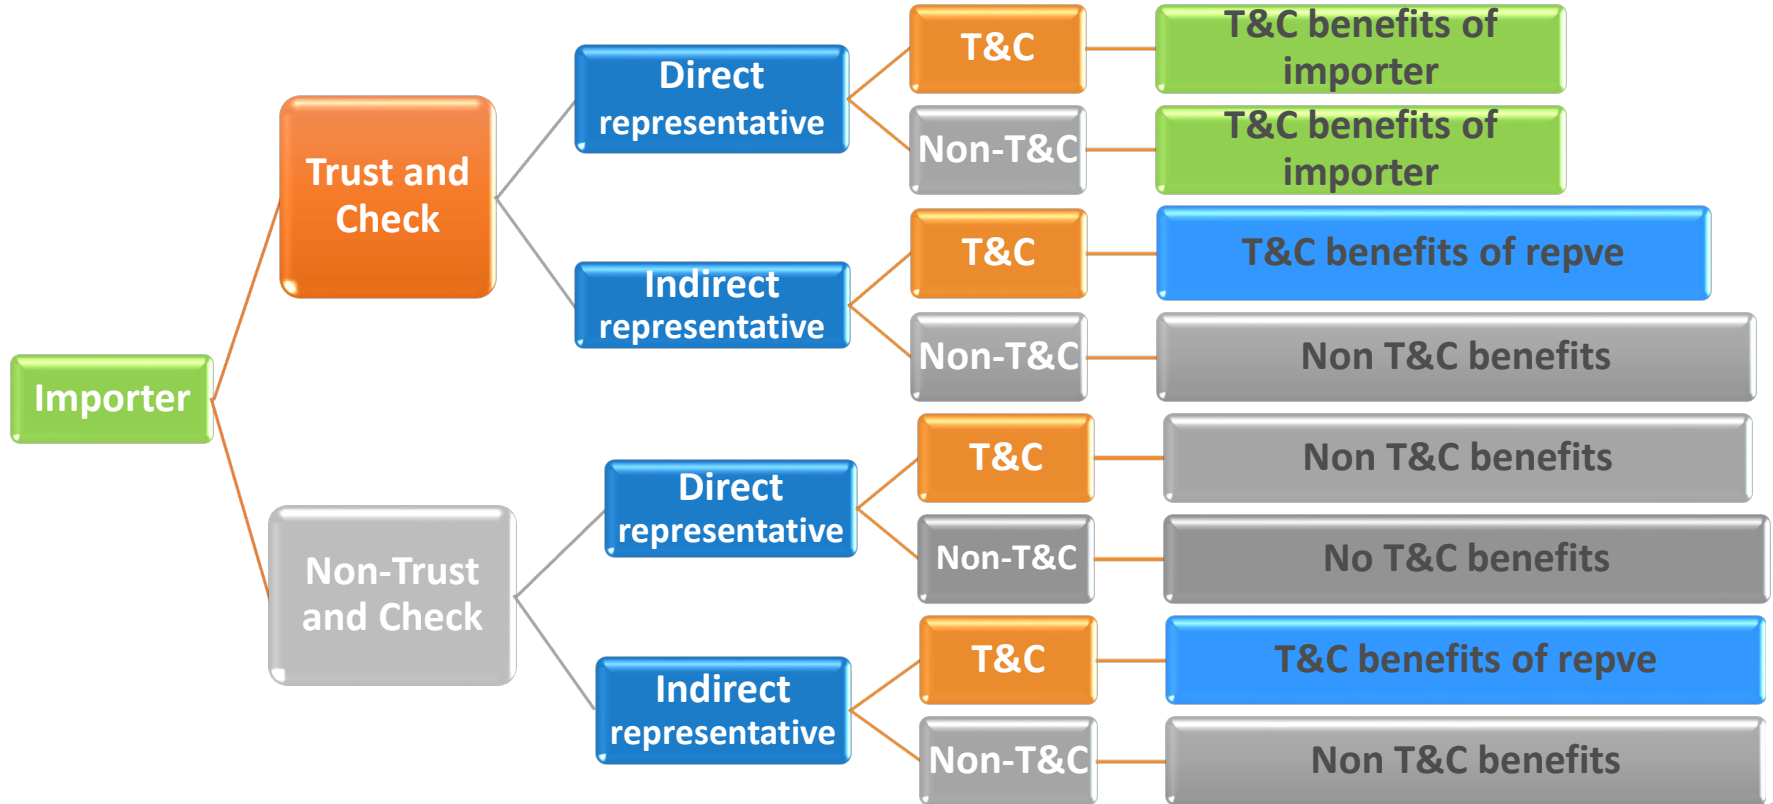 Importer
Trust and
Check
Non-Trust
and Check
Direct
representative
Indirect
representative
Direct
representative
Indirect
representative
T&C
T&C benefits of
importer
Non-T&C
T&C benefits of
importer
T&C
T&C benefits of repve
Non-T&C
Non T&C benefits
T&C
Non T&C benefits
Non-T&C
No T&C benefits
T&C
T&C benefits of repve
Non-T&C
Non T&C benefits